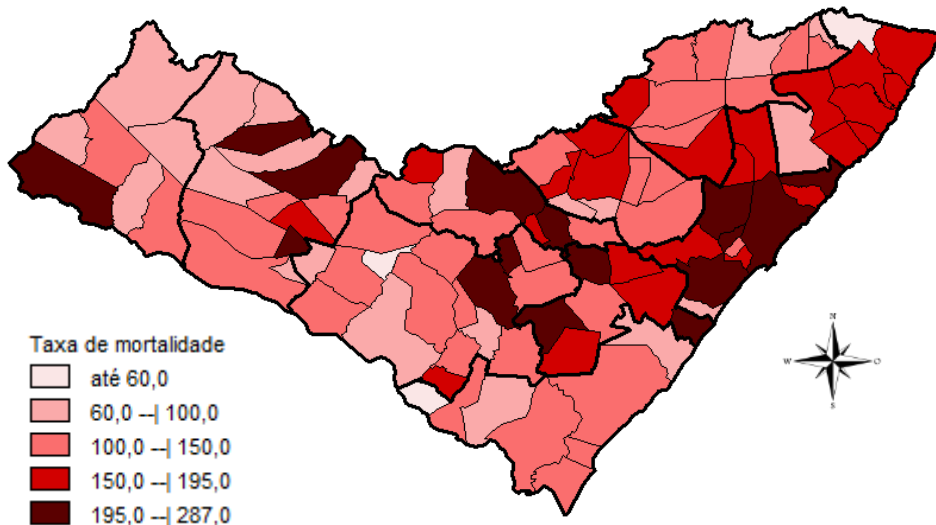 Taxa de mortalidade
até 60,0
60,0 --| 100,0
100,0 --| 150,0
150,0 --| 195,0
195,0 --| 287,0
N
W
O
S